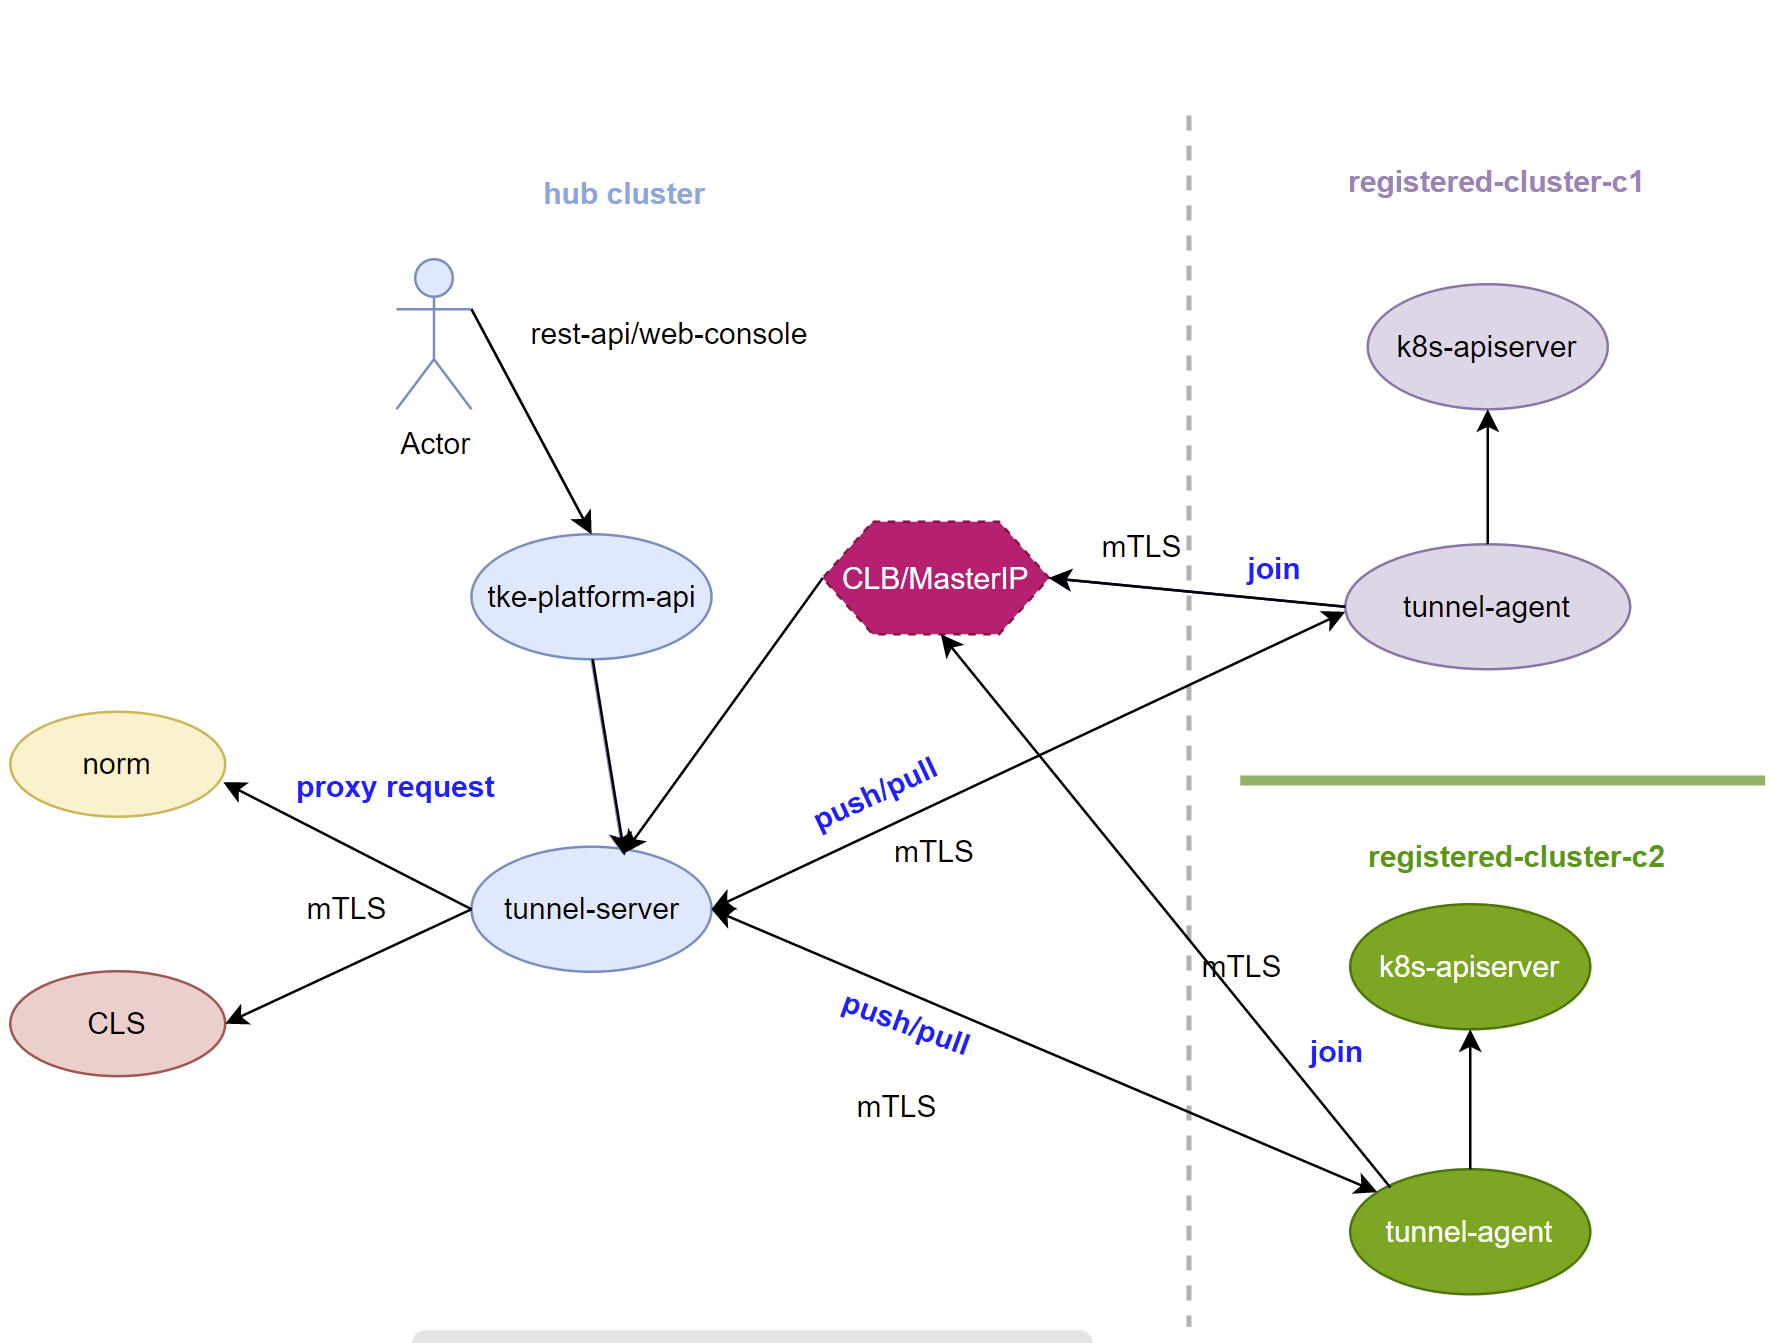 registered-cluster-c1
hub cluster
rest-api/web-console
k8s-apiserver
Actor
mTLS
join
CLB/MasterIP
tke-platform-api
tunnel-agent
norm
proxy request
push/pull
mTLS
registered-cluster-c2
mTLS
tunnel-server
mTLS
k8s-apiserver
CLS
push/pull
join
mTLS
tunnel-agent